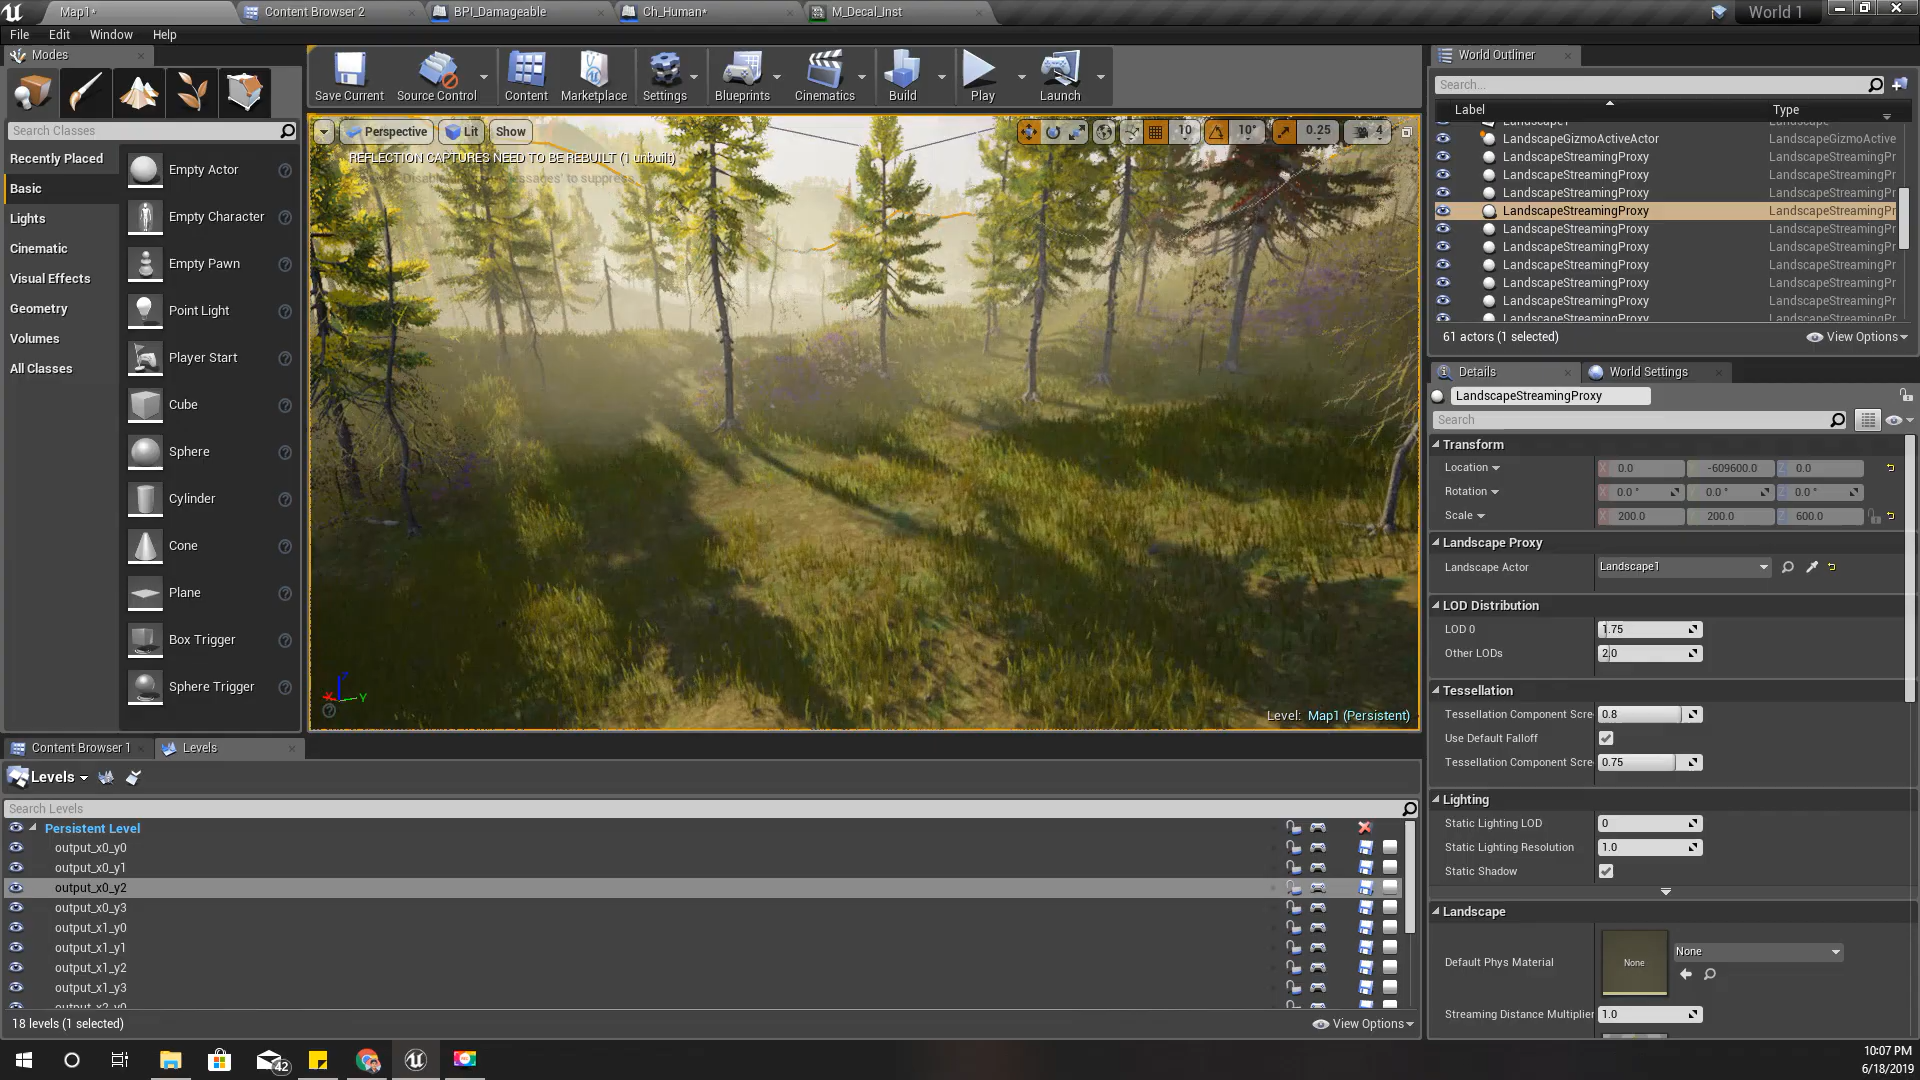 Map1*
Content Browser 2
BPI_Damageable
Ch_Human*
M_Decal_Inst
World 1
File Edit Window Help
Modes
Search Classes
Recently Placed
Basic
Lights
Cinematic
Visual Effects
Geometry
Volumes
All Classes
Empty Actor
Empty Character
Empty Pawn
Point Light
Player Start
Cube
Sphere
Cylinder
Cone
Plane
Box Trigger
Sphere Trigger
Save Current
Source Control
Content
Marketplace
Settings
Blueprints
Cinematics
Build
Play
Launch
Perspective Lit Show
10 10° 0.25 4
REFLECTION CAPTURES NEED TO BE REBUILT (1 unbuilt)
X Y Z
Level: Map1 (Persistent)
World Outliner
Search...
Label Type
LandscapeGizmoActiveActor LandscapeGizmoActive
LandscapeStreamingProxy LandscapeStreamingPr
LandscapeStreamingProxy LandscapeStreamingPr
LandscapeStreamingProxy LandscapeStreamingPr
LandscapeStreamingProxy LandscapeStreamingPr
LandscapeStreamingProxy LandscapeStreamingPr
LandscapeStreamingProxy LandscapeStreamingPr
LandscapeStreamingProxy LandscapeStreamingPr
LandscapeStreamingProxy LandscapeStreamingPr
LandscapeStreamingProxy LandscapeStreamingPr
LandscapeStreamingProxy LandscapeStreamingPr
61 actors (1 selected) View Options
Details World Settings
LandscapeStreamingProxy
Search
Transform
Location X 0.0 -609600.0 Z 0.0
Rotation X 0.0 ° 0.0 ° Z 0.0 °
Scale X 200.0 200.0 Z 600.0
Landscape Proxy
Landscape Actor Landscape1
LOD Distribution
LOD 0 1.75
Other LODs 2.0
Tessellation
Tessellation Component Scre 0.8
Use Default Falloff
Tessellation Component Scre 0.75
Lighting
Static Lighting LOD 0
Static Lighting Resolution 1.0
Static Shadow
Landscape
Default Phys Material None None
Streaming Distance Multiplier 1.0
Content Browser 1 Levels
Levels
Search Levels
Persistent Level
output_x0_y0
output_x0_y1
output_x0_y2
output_x0_y3
output_x1_y0
output_x1_y1
output_x1_y2
output_x1_y3
output_x2_y0
18 levels (1 selected) View Options
42
10:07 PM
6/18/2019